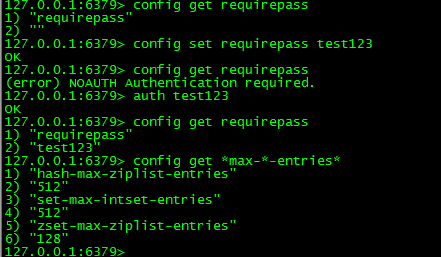 127.0.0.1:6379> config get requirepass
1) "requirepass"
2) ""
127.0.0.1:6379> config set requirepass test123
OK
127.0.0.1:6379> config get requirepass
(error) NOAUTH Authentication required.
127.0.0.1:6379> auth test123
OK
127.0.0.1:6379> config get requirepass
1) "requirepass"
2) "test123"
127.0.0.1:6379> config get *max-*-entries*
1) "hash-max-ziplist-entries"
2) "512"
3) "set-max-intset-entries"
4) "512"
5) "zset-max-ziplist-entries"
6) "128"
127.0.0.1:6379>